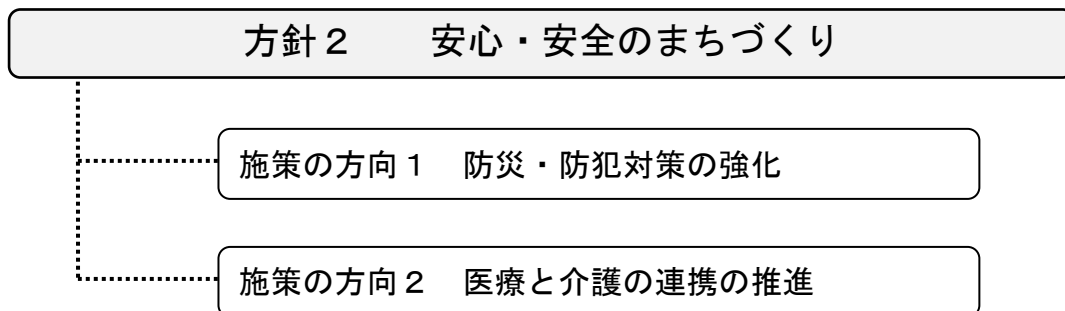 方針２　　安心・安全のまちづくり
施策の方向１　防災・防犯対策の強化
施策の方向２　医療と介護の連携の推進